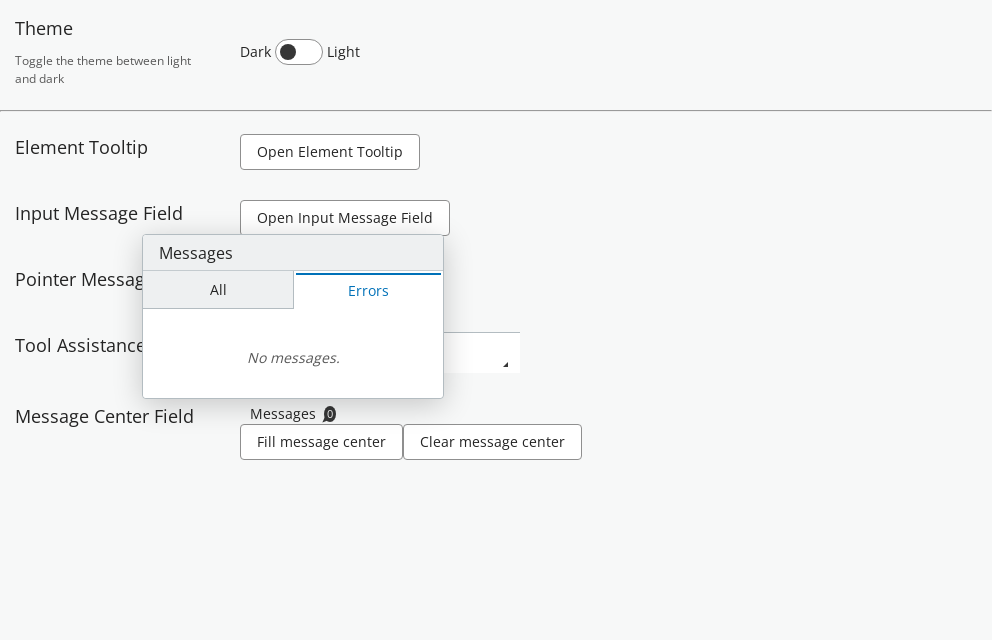 Theme
Toggle the theme between light
and dark
Dark Light
Element Tooltip
Open Element Tooltip
Input Message Field
Open Input Message Field
Messages
Pointer
All
Errors
No messages.
Tool Assistance
Message Center Field
Messages 0
Fill message center
Clear message center